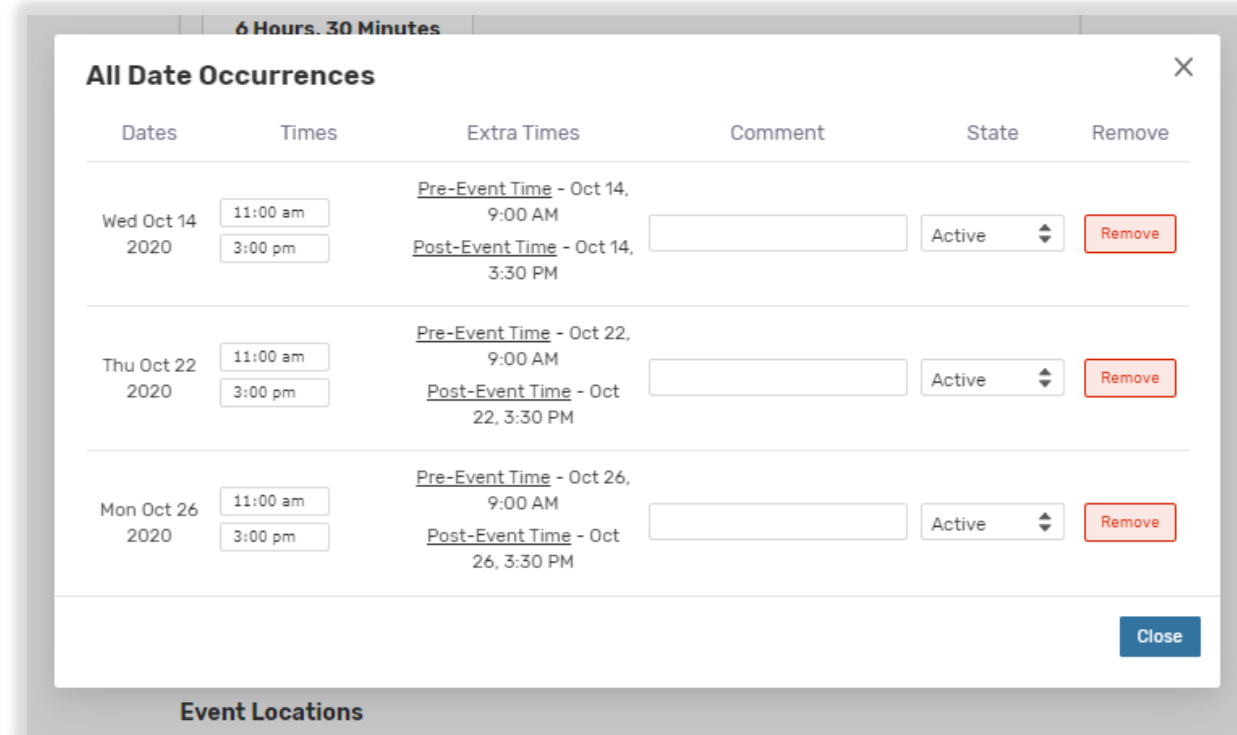 6 Hours, 30 Minutes
All Date Occurrences
Dates Times Extra Times Comment State Remove
Wed Oct 14
2020
11:00 am
3:00 pm
Pre-Event Time - Oct 14,
9:00 AM
Post-Event Time - Oct 14,
3:30 PM
Active
Remove
Thu Oct 22
2020
11:00 am
3:00 pm
Pre-Event Time - Oct 22,
9:00 AM
Post-Event Time - Oct
22, 3:30 PM
Active
Remove
Mon Oct 26
2020
11:00 am
3:00 pm
Pre-Event Time - Oct 26,
9:00 AM
Post-Event Time - Oct
26, 3:30 PM
Active
Remove
Close
Event Locations